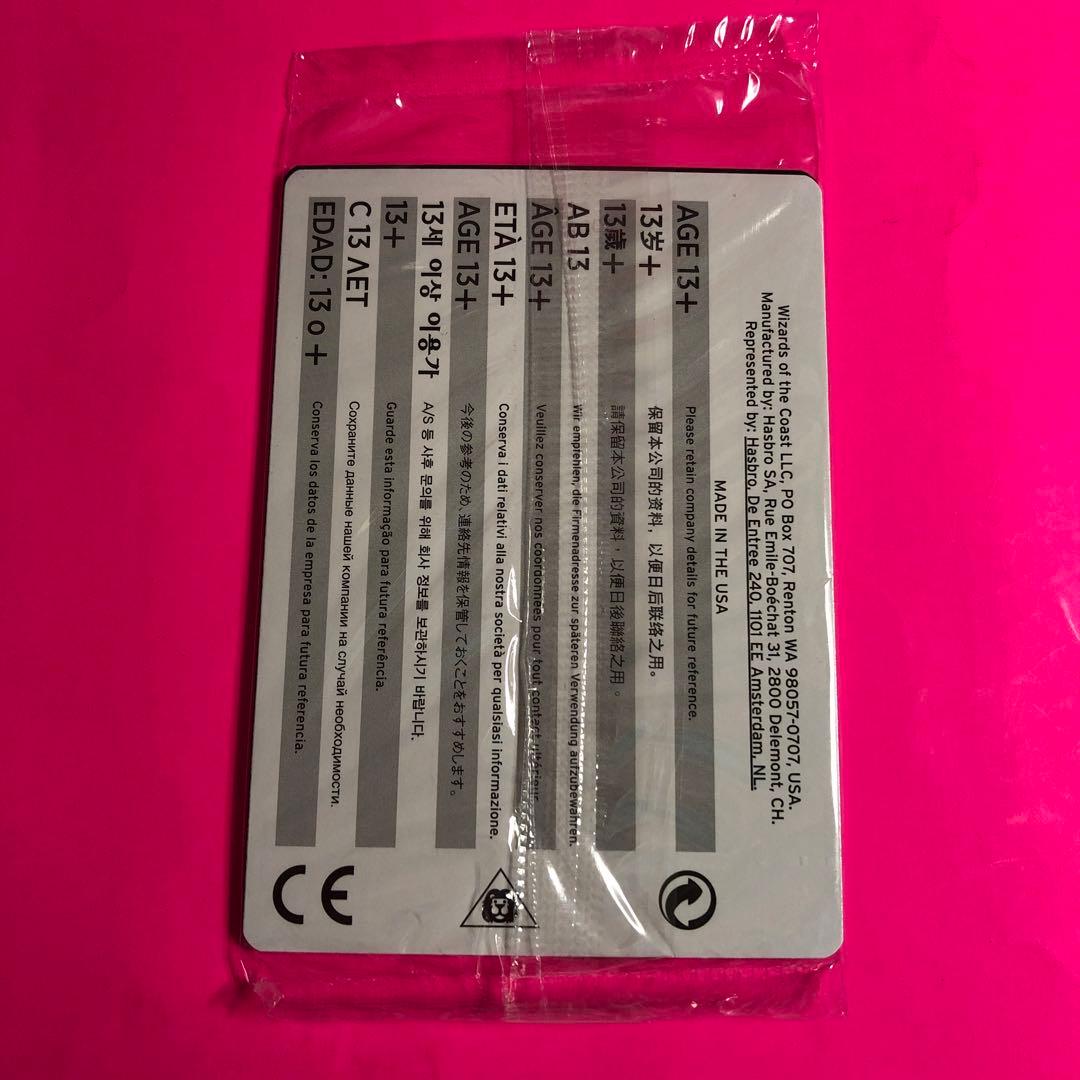 Wizards of the Coast LLC, PO Box 707, Renton WA 98057-0707, USA.
Manufactured by: Hasbro SA, Rue Emile-Boéchat 31, 2800 Delemont, CH.
Represented by: Hasbro, De Entree 240, 1101 EE Amsterdam, NL.
MADE IN THE USA
AGE 13+ Please retain company details for future reference.
13岁+ 保留本公司的资料，以便日后联络之用。
13歲+ 請保留本公司的資料，以便日後聯絡之用。
AB 13 Wir empfehlen, die Firmenadresse zur späteren Verwendung aufzubewahren.
ÂGE 13+ Veuillez conserver nos coordonnées pour tout contact ultérieur.
ETÀ 13+ Conserva i dati relativi alla nostra società per qualsiasi informazione.
AGE 13+ 今後の参考のため、連絡先情報を保管しておくことをおすすめします。
13세 이상 이용가 A/S 등 사후 문의를 위해 회사 정보를 보관하시기 바랍니다.
13+ Guarde esta informação para futura referência.
С 13 ЛЕТ Сохраните данные нашей компании на случай необходимости.
EDAD: 13 o + Conserva los datos de la empresa para futura referencia.
CE